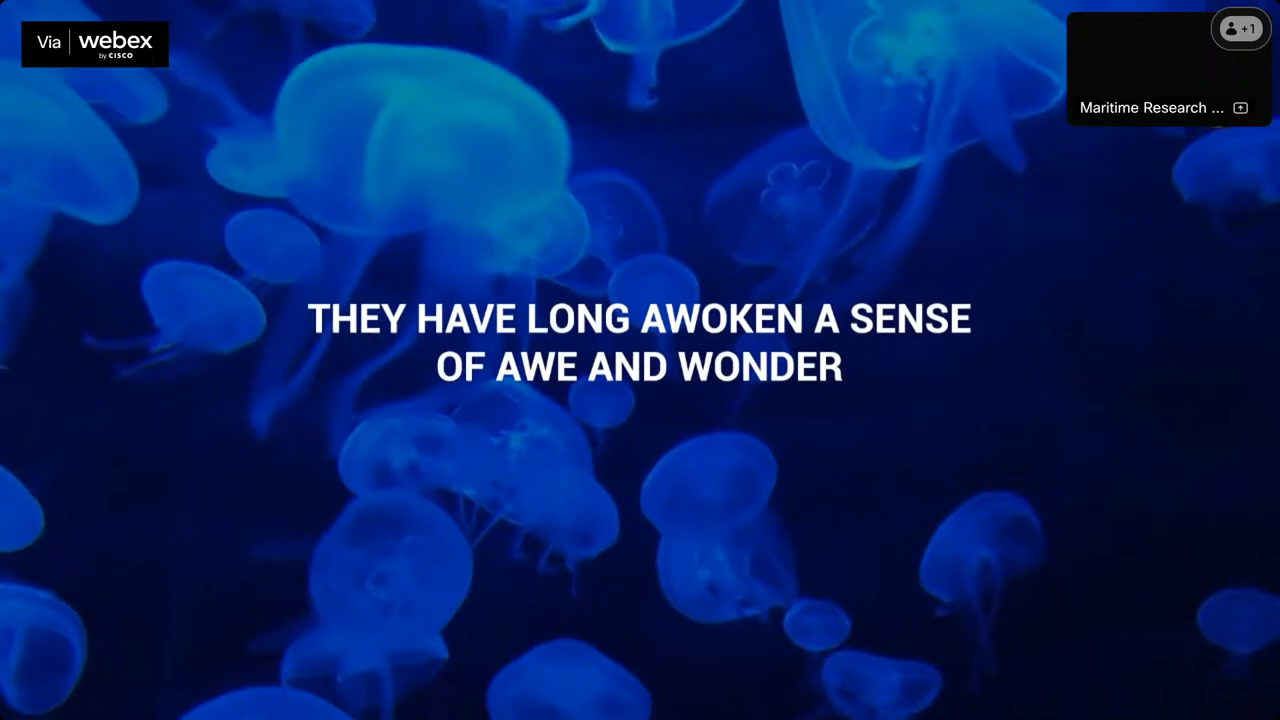 Via webex
by CISCO
+1
Maritime Research ...
THEY HAVE LONG AWOKEN A SENSE
OF AWE AND WONDER